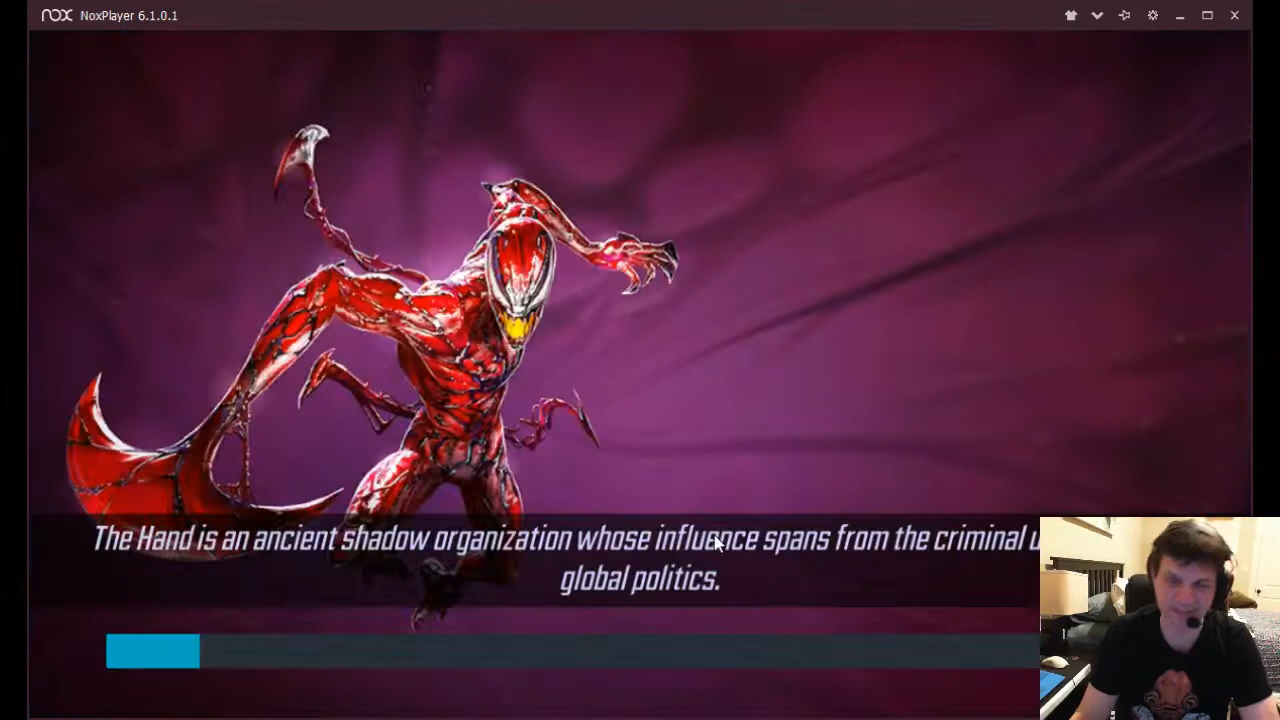 nox NoxPlayer 6.1.0.1
The Hand is an ancient shadow organization whose influence spans from the criminal
global politics.